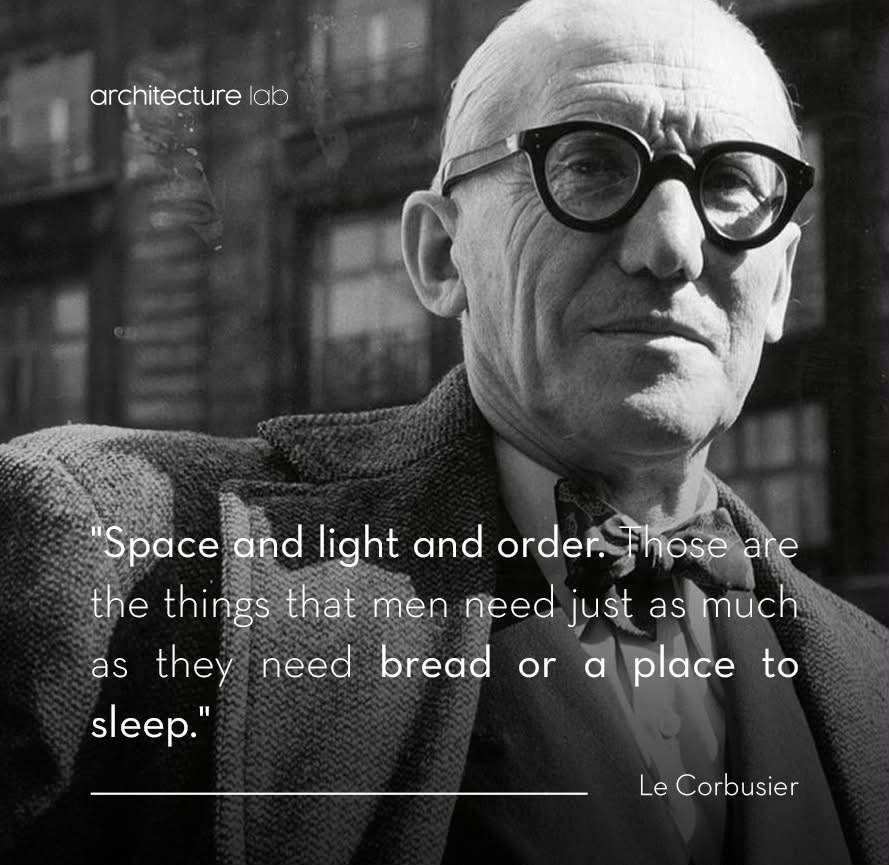 architecture lab
"Space and light and order. Those are
the things that men need just as much
as they need bread or a place to
sleep."
Le Corbusier